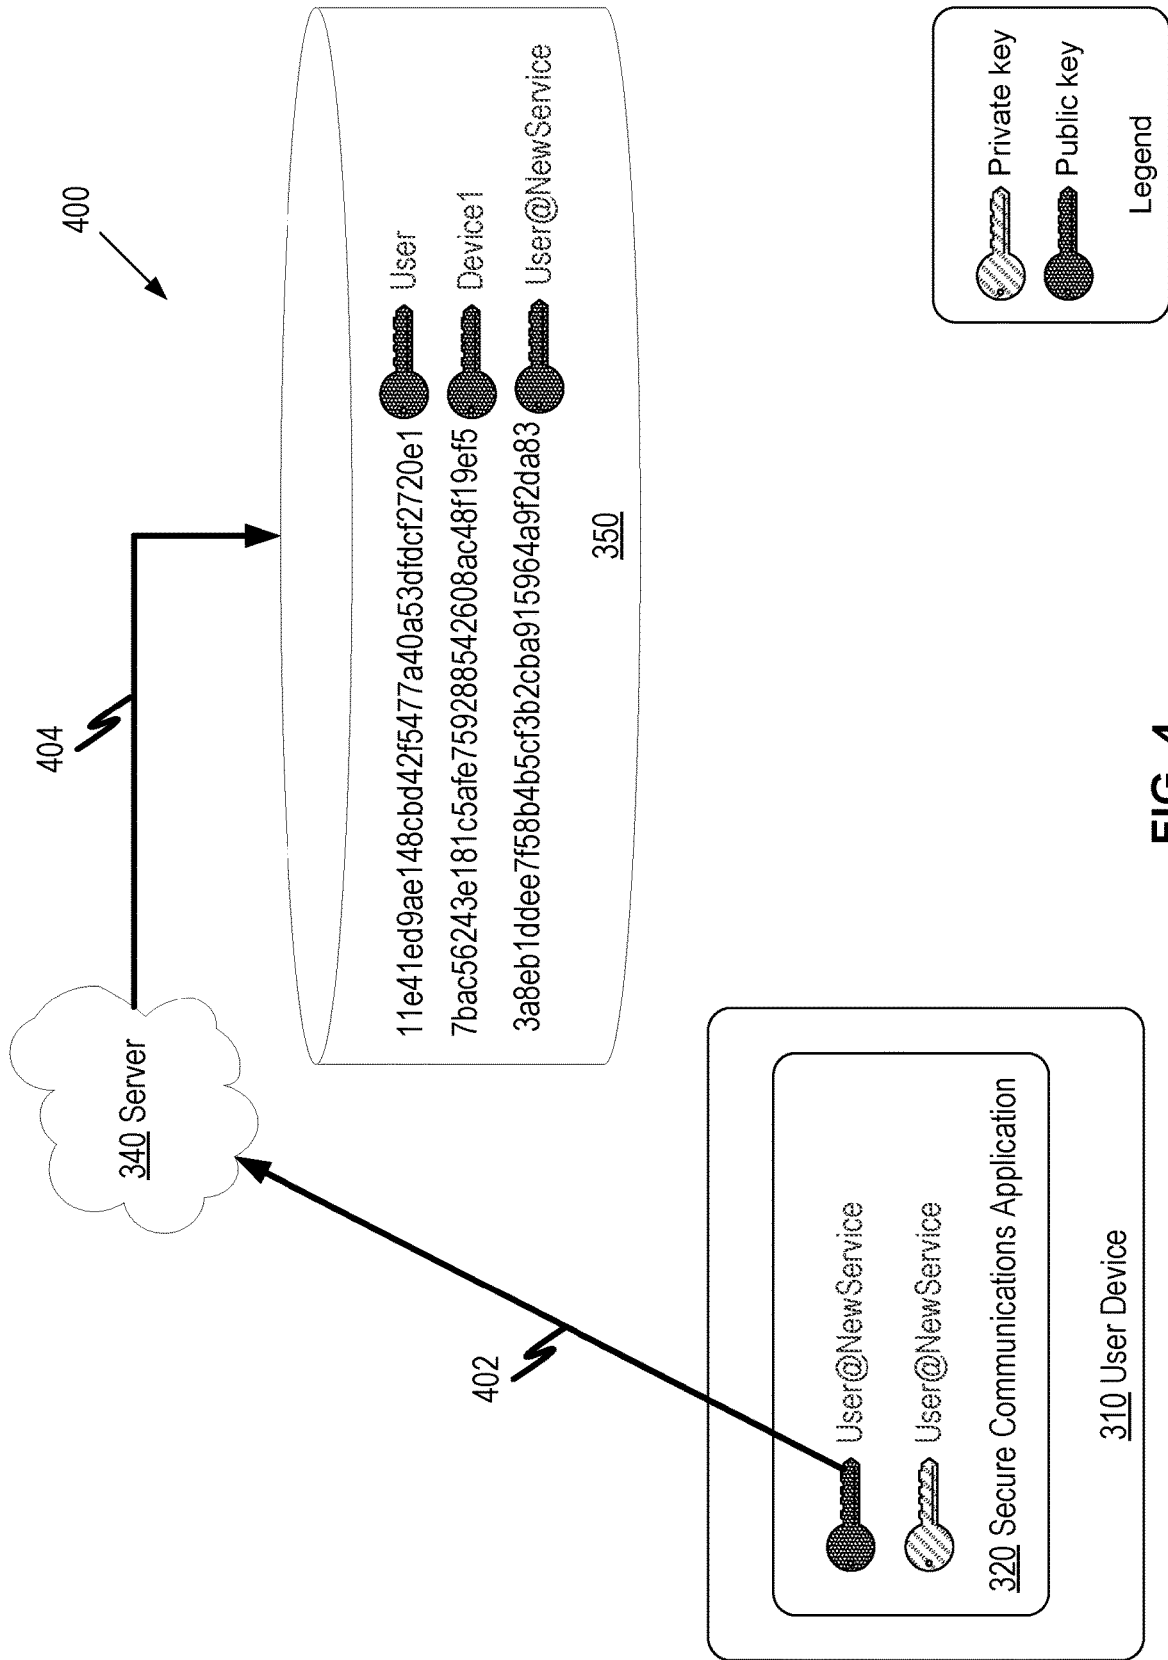 400
404
340 Server
11e41ed9ae148cbd42f5477a40a53dfdcf2720e1 User
7bac56243e181c5afe7592885542608ac48f19ef5 Device1
3a8eb1ddee7f58b4b5cf3b2cba915964a9f2da83 User@NewService
350
402
User@NewService
User@NewService
320 Secure Communications Application
310 User Device
Private key
Public key
Legend
FIG. 4